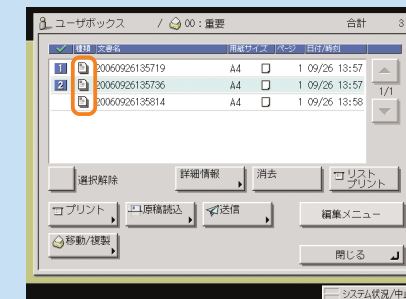 ユーザボックス / 00：重要 合計 3
種類 文書名 用紙サイズ ページ 日付/時刻
1 20060926135719 A4 1 09/26 13:57
2 20060926135736 A4 1 09/26 13:57
20060926135814 A4 1 09/26 13:58
1/1
選択解除 詳細情報 消去 リスト
プリント
プリント 原稿読込 送信 編集メニュー
移動/複製
閉じる
システム状況/中止